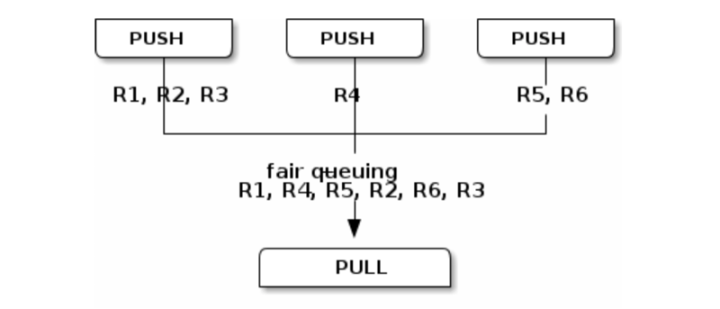 PUSH PUSH PUSH
R1, R2, R3 R4 R5, R6
fair queuing
R1, R4, R5, R2, R6, R3
PULL